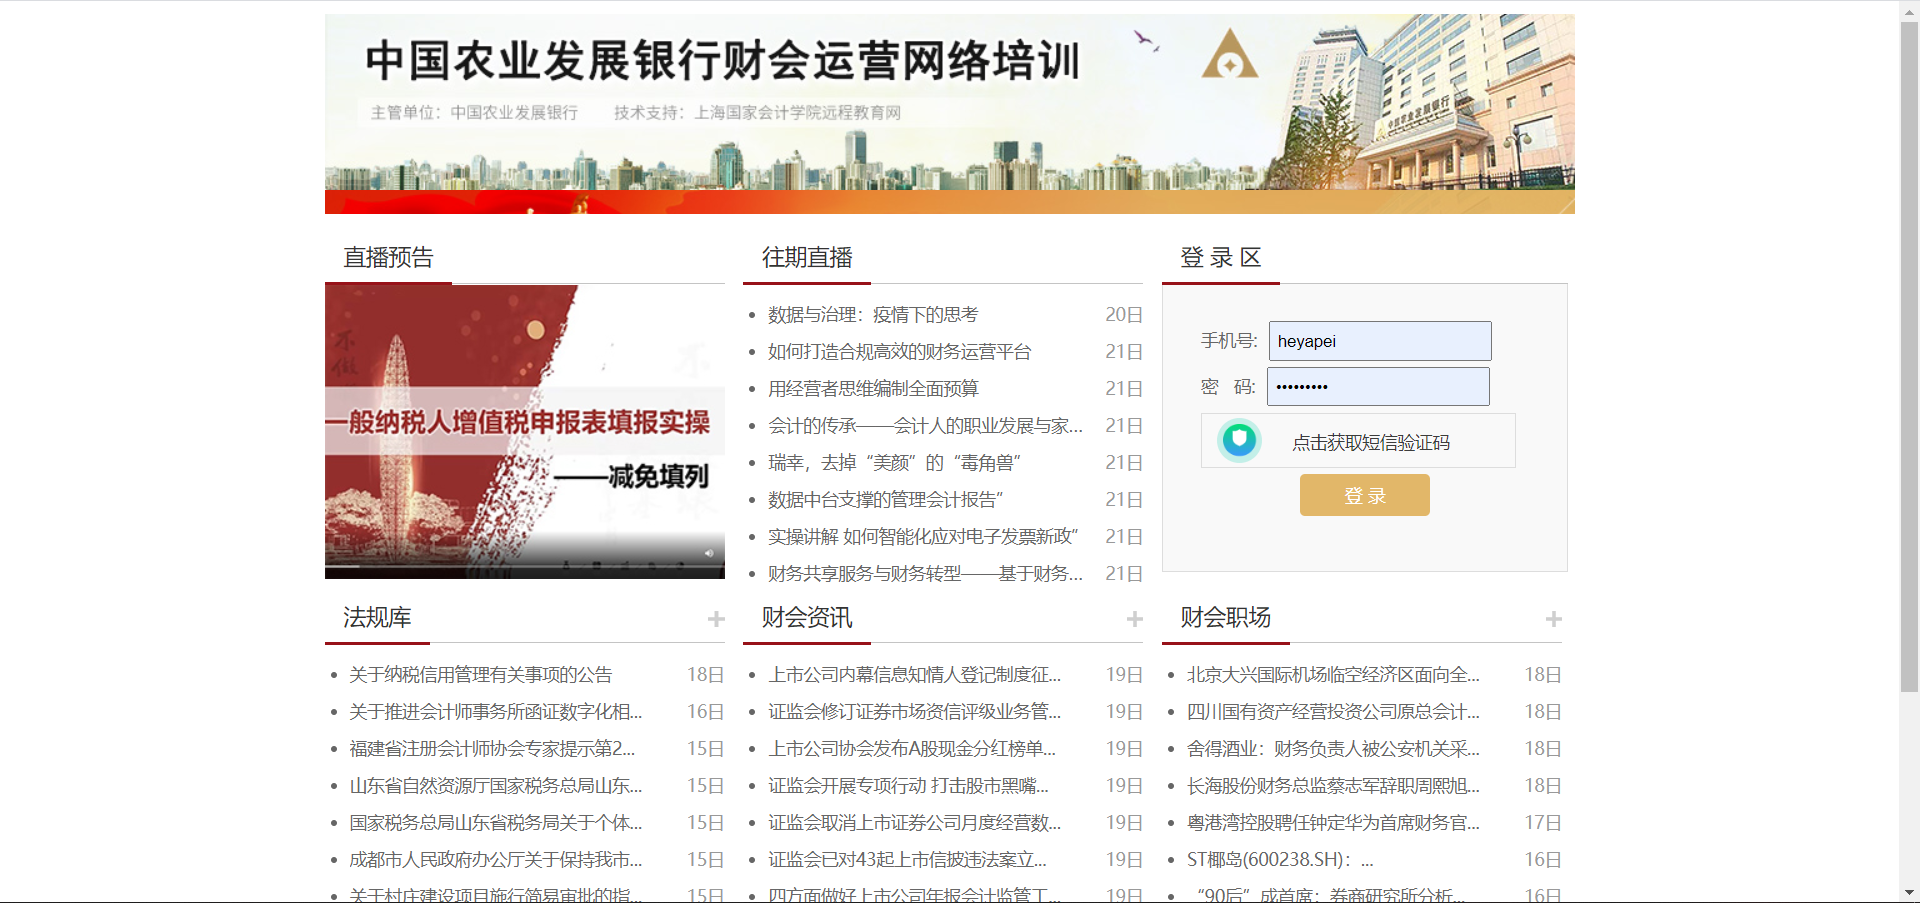 中国农业发展银行财会运营网络培训
主管单位：中国农业发展银行 技术支持：上海国家会计学院远程教育网
中国农业发展银行
直播预告
一般纳税人增值税申报表填报实操
——减免填列
往期直播
数据与治理：疫情下的思考 20日
如何打造合规高效的财务运营平台 21日
用经营者思维编制全面预算 21日
会计的传承——会计人的职业发展与家... 21日
瑞幸，去掉“美颜”的“毒角兽” 21日
数据中台支撑的管理会计报告” 21日
实操讲解 如何智能化应对电子发票新政” 21日
财务共享服务与财务转型——基于财务... 21日
登 录 区
手机号: heyapei
密 码: •••••••••
点击获取短信验证码
登 录
法规库
关于纳税信用管理有关事项的公告 18日
关于推进会计师事务所函证数字化相... 16日
福建省注册会计师协会专家提示第2... 15日
山东省自然资源厅国家税务总局山东... 15日
国家税务总局山东省税务局关于个体... 15日
成都市人民政府办公厅关于保持我市... 15日
关于村庄建设项目施行简易审批的指... 15日
财会资讯
上市公司内幕信息知情人登记制度征... 19日
证监会修订证券市场资信评级业务管... 19日
上市公司协会发布A股现金分红榜单... 19日
证监会开展专项行动 打击股市黑嘴... 19日
证监会取消上市证券公司月度经营数... 19日
证监会已对43起上市信披违法案立... 19日
四方面做好上市公司年报会计监管工... 19日
财会职场
北京大兴国际机场临空经济区面向全... 18日
四川国有资产经营投资公司原总会计... 18日
舍得酒业：财务负责人被公安机关采... 18日
长海股份财务总监蔡志军辞职周熙旭... 18日
粤港湾控股聘任钟定华为首席财务官... 17日
ST椰岛(600238.SH)：... 16日
“90后”成首席：券商研究所分析... 16日